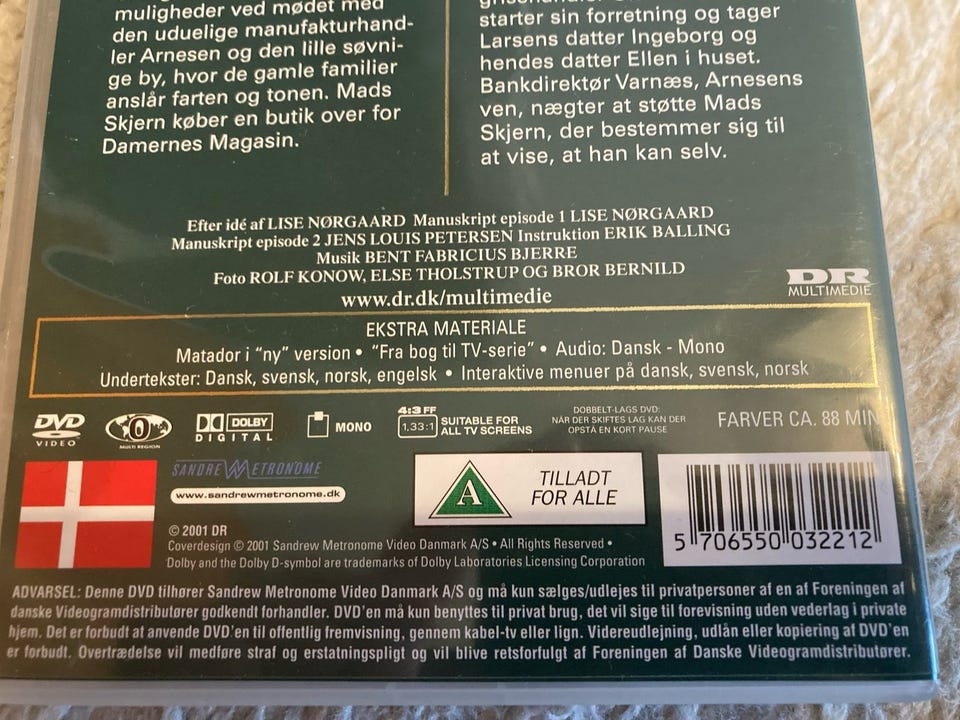 muligheder ved mødet med
den uduelige manufakturhand-
ler Arnesen og den lille søvni-
ge by, hvor de gamle familier
anslår farten og tonen. Mads
Skjern køber en butik over for
Damernes Magasin.
grisehandler
starter sin forretning og tager
Larsens datter Ingeborg og
hendes datter Ellen i huset.
Bankdirektør Varnæs, Arnesens
ven, nægter at støtte Mads
Skjern, der bestemmer sig til
at vise, at han kan selv.
Efter idé af LISE NØRGAARD Manuskript episode 1 LISE NØRGAARD
Manuskript episode 2 JENS LOUIS PETERSEN Instruktion ERIK BALLING
Musik BENT FABRICIUS BJERRE
Foto ROLF KONOW, ELSE THOLSTRUP OG BROR BERNILD
www.dr.dk/multimedie
DR
MULTIMEDIE
EKSTRA MATERIALE
Matador i "ny" version • "Fra bog til TV-serie" • Audio: Dansk - Mono
Undertekster: Dansk, svensk, norsk, engelsk • Interaktive menuer på dansk, svensk, norsk
DVD
VIDEO
0
MULTI REGION
DOLBY
DIGITAL
MONO
4:3 FF
1.33:1
SUITABLE FOR
ALL TV SCREENS
DOBBELT-LAGS DVD:
NÅR DER SKIFTES LAG KAN DER
OPSTÅ EN KORT PAUSE
FARVER CA. 88 MIN
SANDREW METRONOME
www.sandrewmetronome.dk
A
TILLADT
FOR ALLE
5 706550 032212
© 2001 DR
Coverdesign © 2001 Sandrew Metronome Video Danmark A/S • All Rights Reserved •
Dolby and the Dolby D-symbol are trademarks of Dolby Laboratories Licensing Corporation
ADVARSEL: Denne DVD tilhører Sandrew Metronome Video Danmark A/S og må kun sælges/udlejes til privatpersoner af en af Foreningen af
danske Videogramdistributører godkendt forhandler. DVD'en må kun benyttes til privat brug, det vil sige til forevisning uden vederlag i private
hjem. Det er forbudt at anvende DVD'en til offentlig fremvisning, gennem kabel-tv eller lign. Videreudlejning, udlån eller kopiering af DVD'en
er forbudt. Overtrædelse vil medføre straf og erstatningspligt og vil blive retsforfulgt af Foreningen af Danske Videogramdistributører.